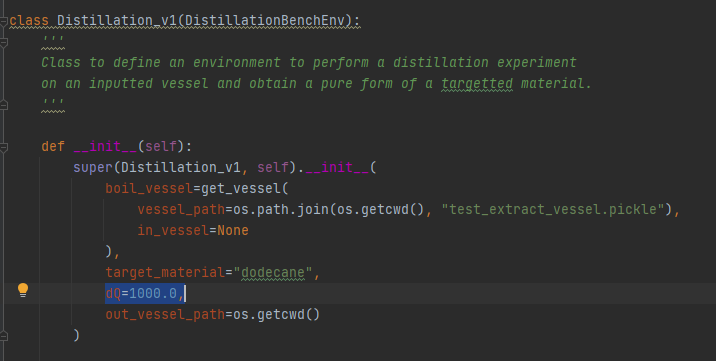 class Distillation_v1(DistillationBenchEnv):
    '''
    Class to define an environment to perform a distillation experiment
    on an inputted vessel and obtain a pure form of a targetted material.
    '''
    def __init__(self):
        super(Distillation_v1, self).__init__(
            boil_vessel=get_vessel(
                vessel_path=os.path.join(os.getcwd(), "test_extract_vessel.pickle"),
                in_vessel=None
            ),
            target_material="dodecane",
            dQ=1000.0,
            out_vessel_path=os.getcwd()
        )